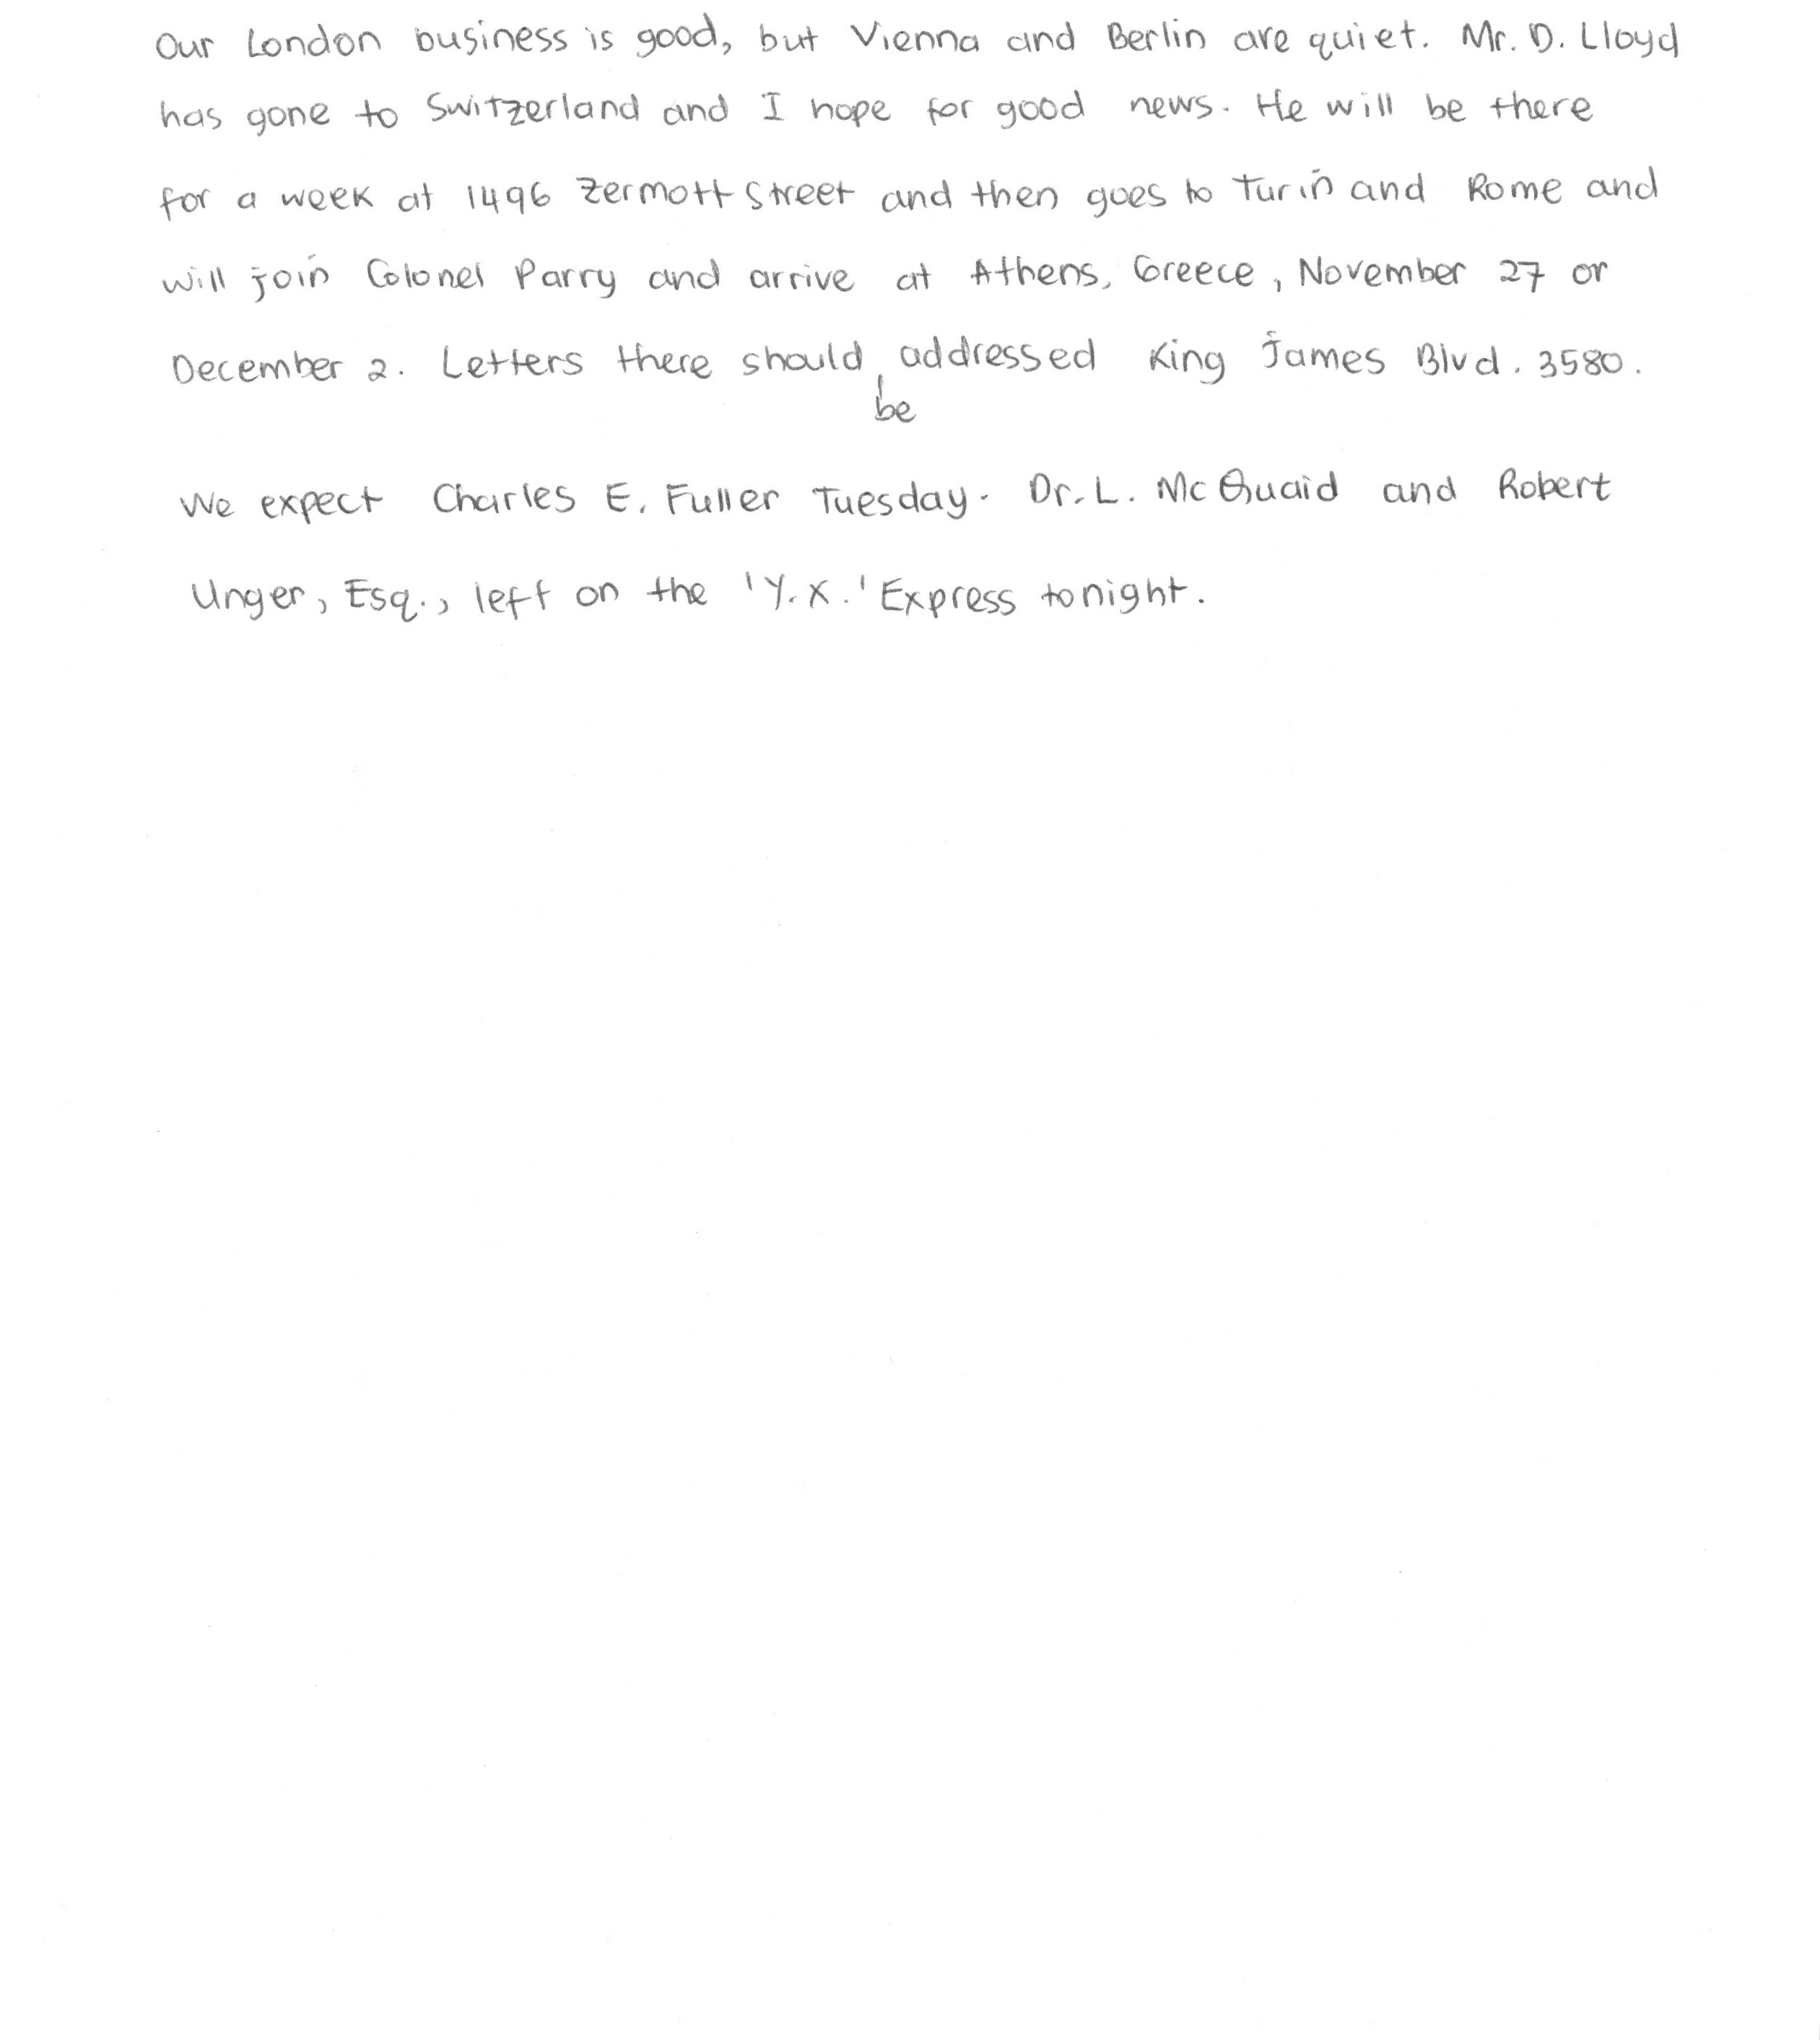 Our London business is good, but Vienna and Berlin are quiet. Mr. D. Lloyd
has gone to Switzerland and I hope for good news. He will be there
for a week at 1496 Zermott Street and then goes to Turin and Rome and
will join Colonel Parry and arrive at Athens, Greece, November 27 or
December 2. Letters there should addressed King James Blvd. 3580.
be
We expect Charles E. Fuller Tuesday. Dr. L. McQuaid and Robert
Unger, Esq., left on the 'Y.X.' Express tonight.